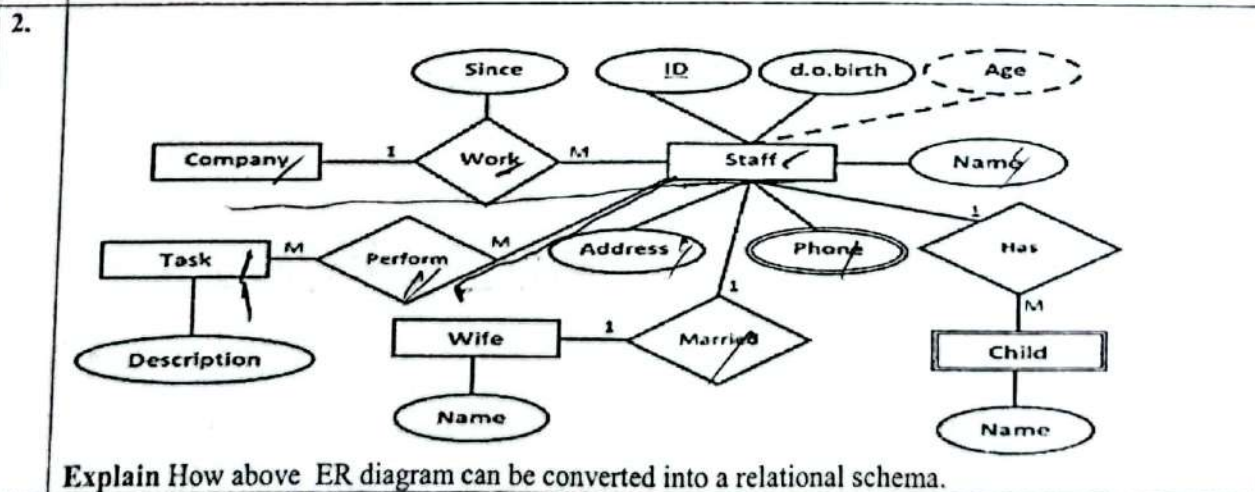 2.
Since ID d.o.birth Age
Company 1 Work M Staff Name
1
Task M Perform M Address Phone Has
1 M
Wife 1 Married Child
Description
Name Name
Explain How above ER diagram can be converted into a relational schema.